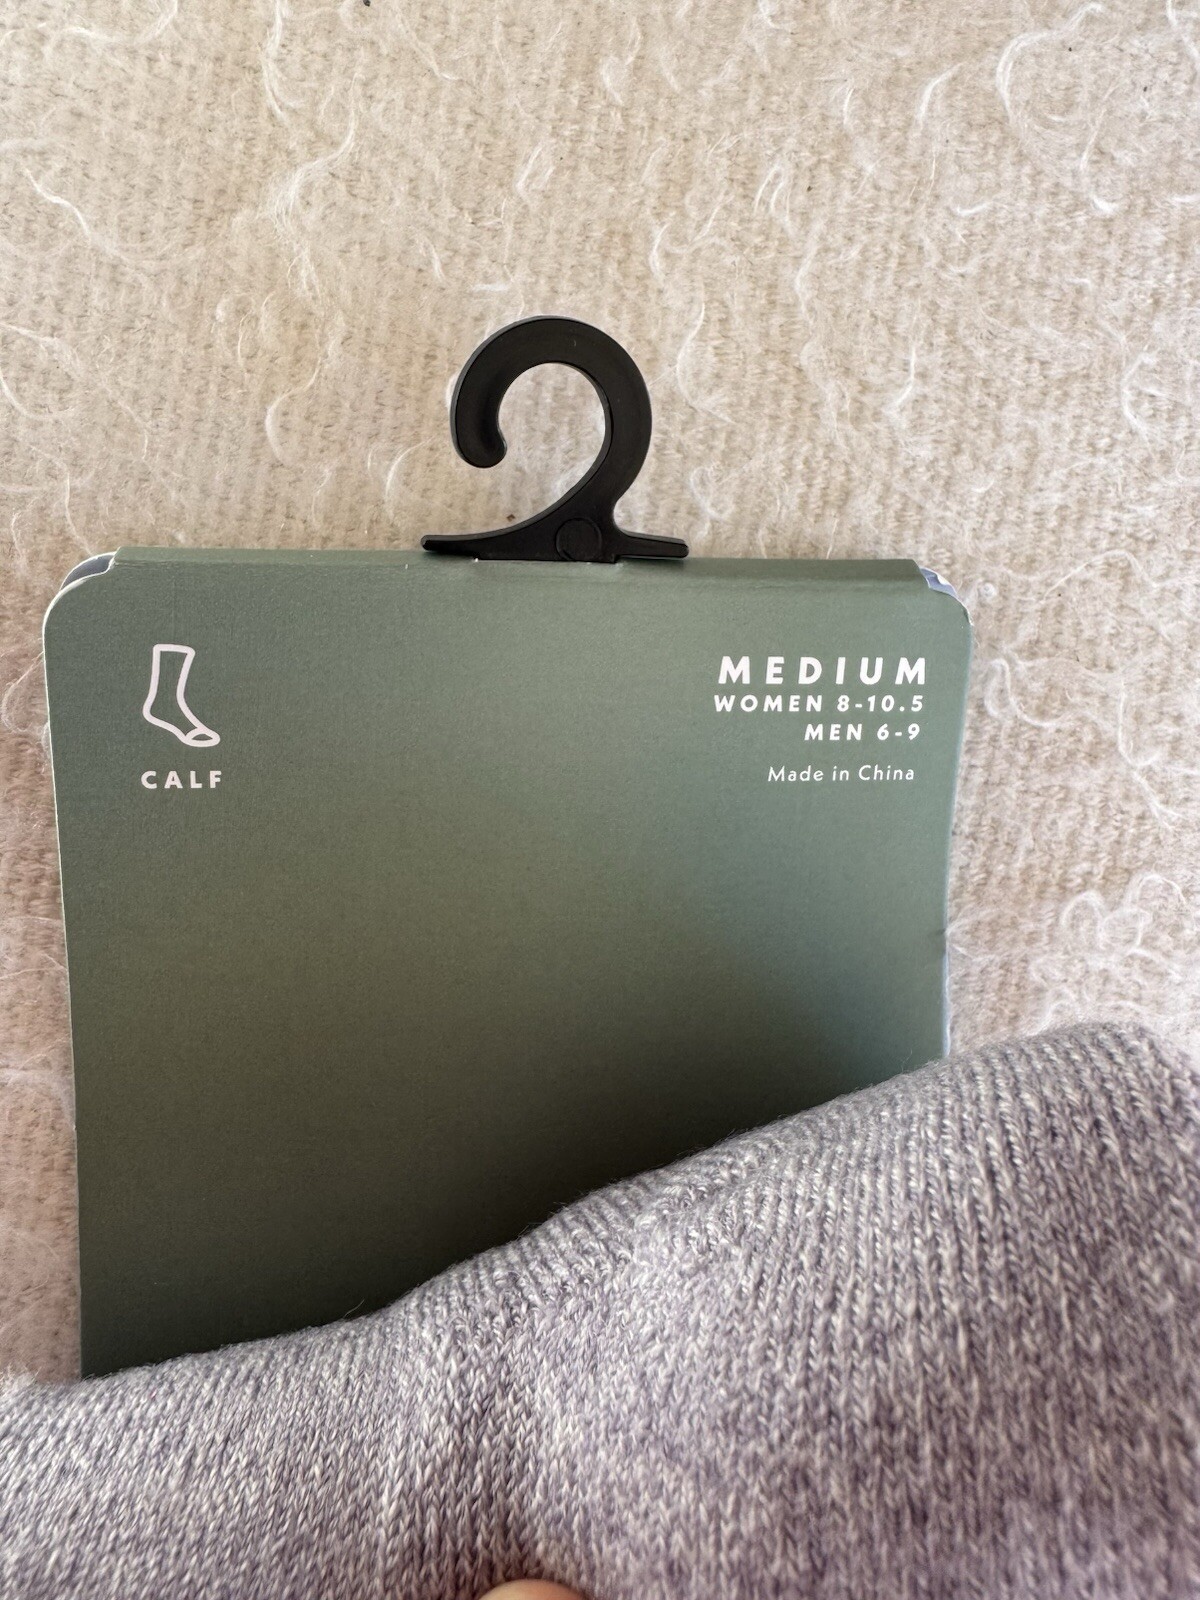 CALF
MEDIUM
WOMEN 8-10.5
MEN 6-9
Made in China